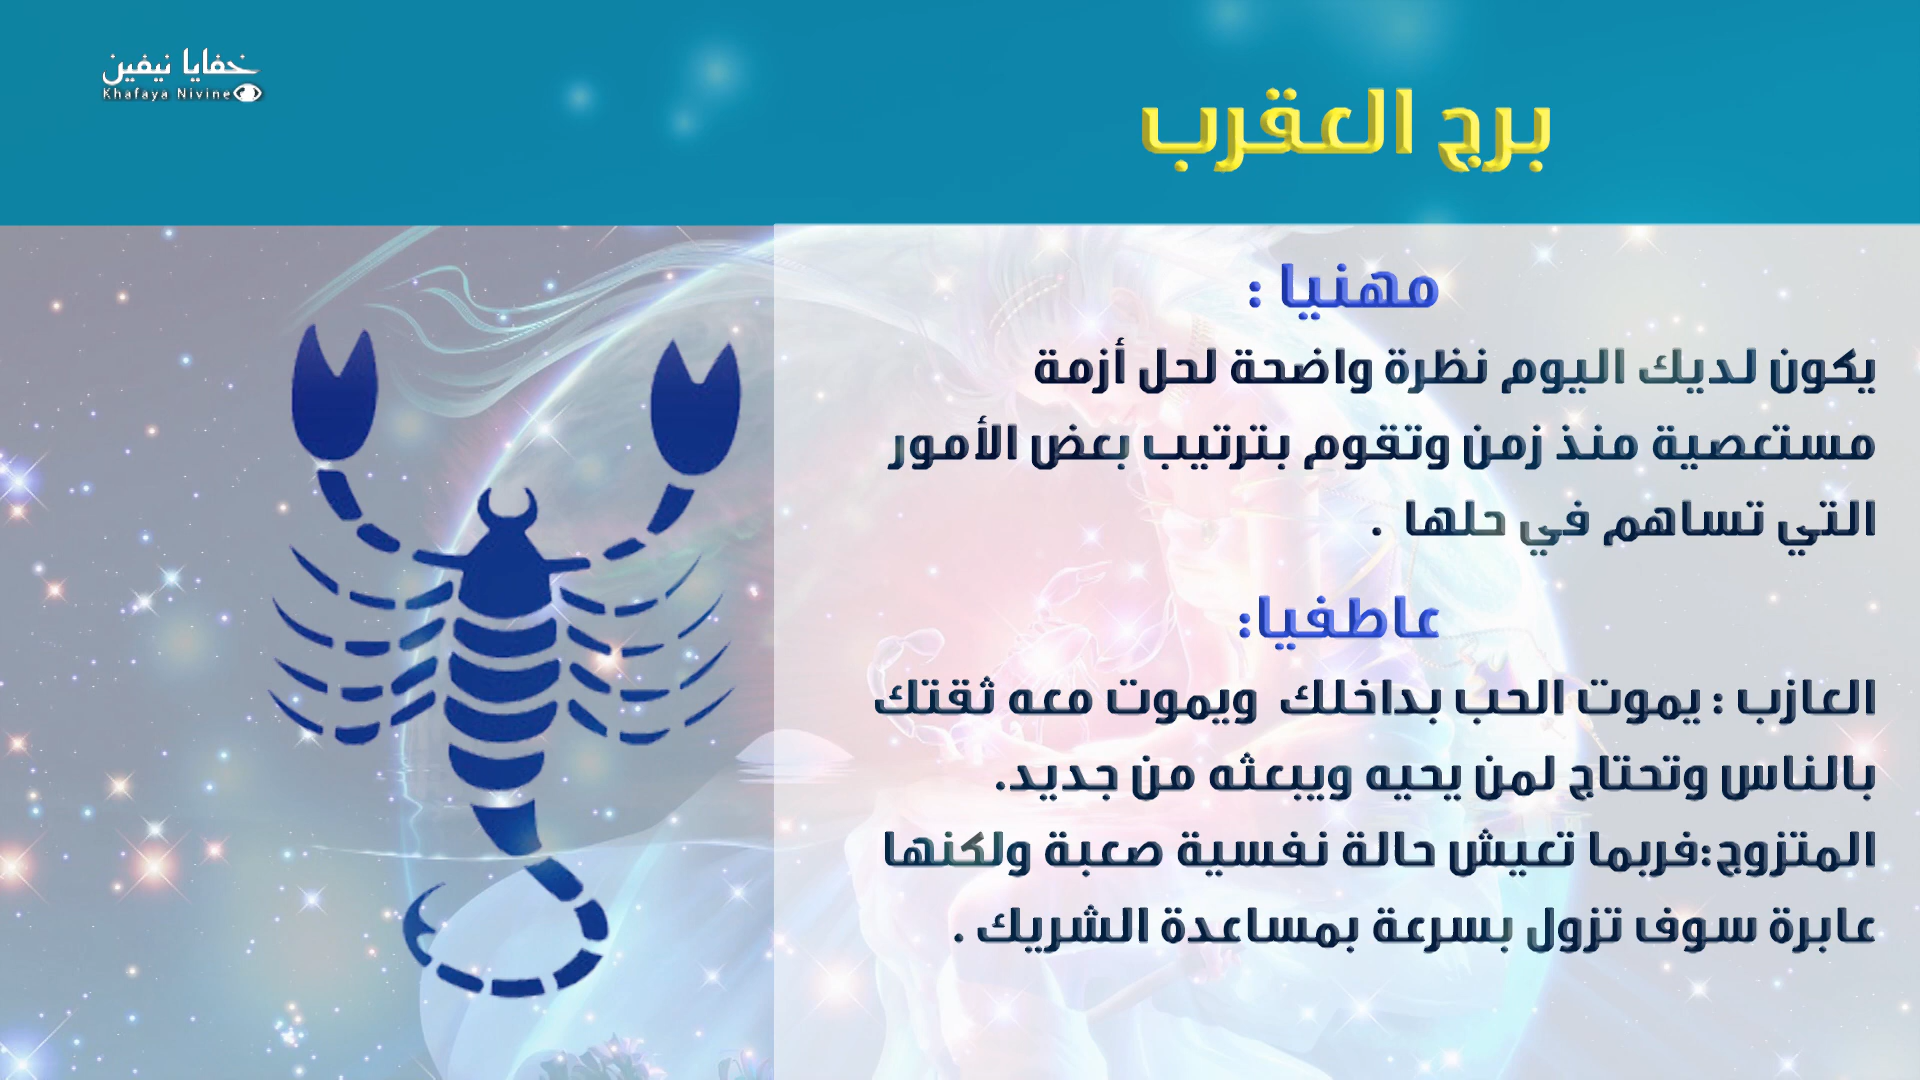 خفايا نيفين
Khafaya Nivine
برج العقرب
مهنيا :
يكون لديك اليوم نظرة واضحة لحل أزمة
مستعصية منذ زمن وتقوم بترتيب بعض الأمور
التي تساهم في حلها .
عاطفيا:
العازب : يموت الحب بداخلك ويموت معه ثقتك
بالناس وتحتاج لمن يحيه ويبعثه من جديد.
المتزوج:فربما تعيش حالة نفسية صعبة ولكنها
عابرة سوف تزول بسرعة بمساعدة الشريك .